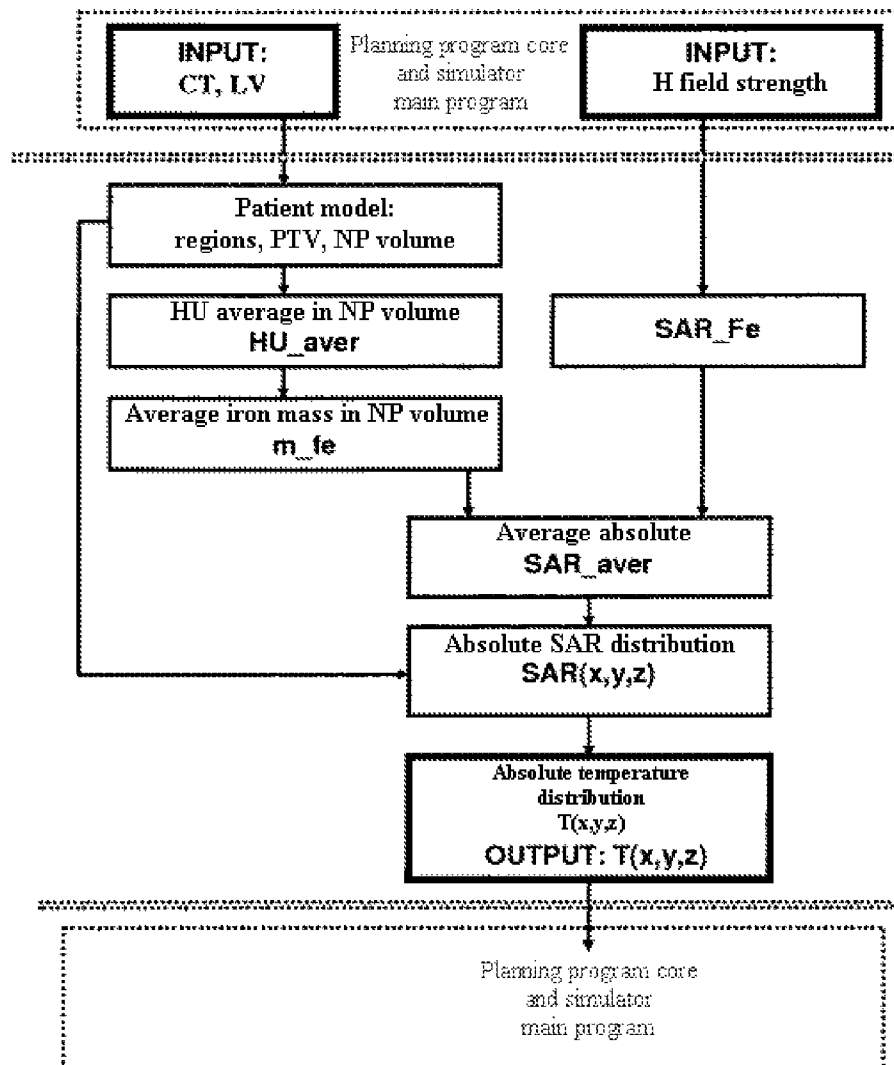 INPUT:
CT, LV
Planning program core
and simulator
main program
INPUT:
H field strength
Patient model:
regions, PTV, NP volume
HU average in NP volume
HU_aver
SAR_Fe
Average iron mass in NP volume
m_fe
Average absolute
SAR_aver
Absolute SAR distribution
SAR(x,y,z)
Absolute temperature
distribution
T(x,y,z)
OUTPUT: T(x,y,z)
Planning program core
and simulator
main program